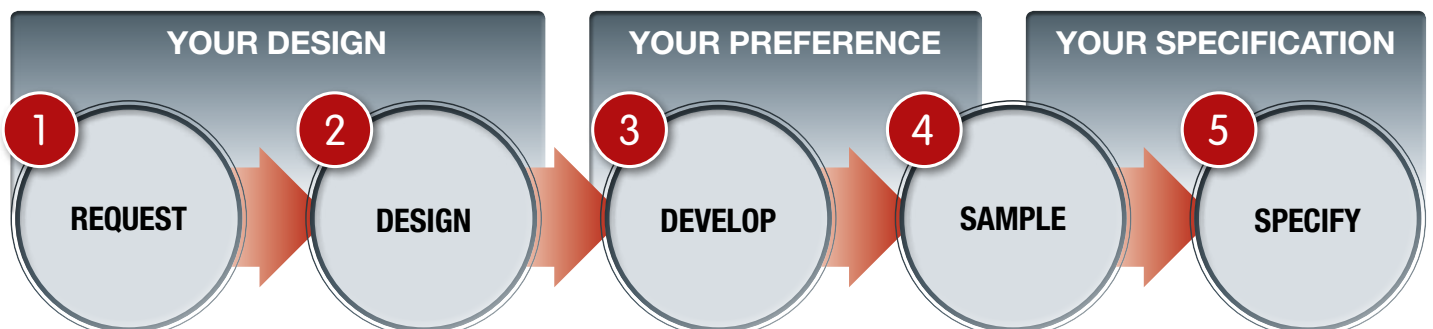 YOUR DESIGN
YOUR PREFERENCE
YOUR SPECIFICATION
1
REQUEST
2
DESIGN
3
DEVELOP
4
SAMPLE
5
SPECIFY